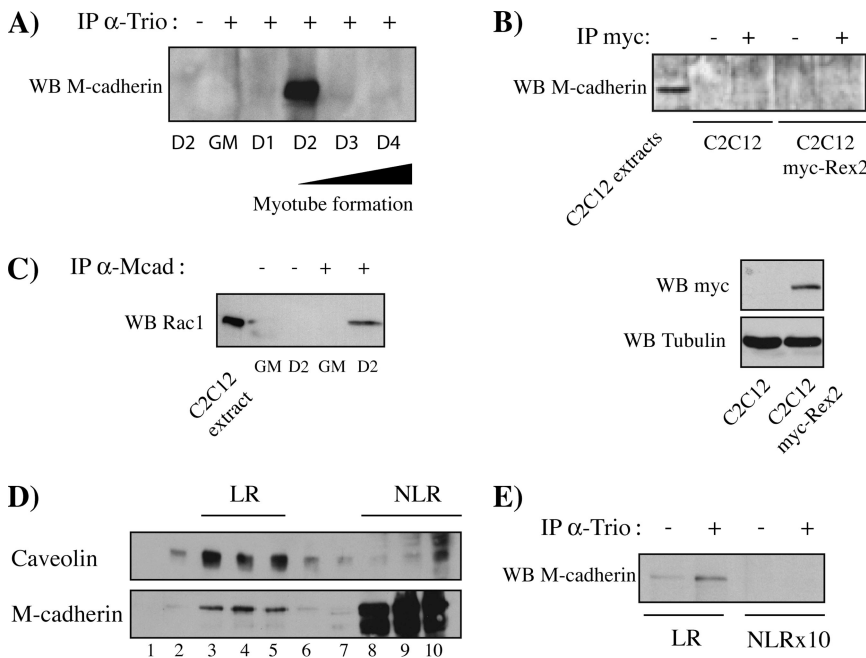 A)
IP α-Trio - + + + + +
WB M-cadherin
D2 GM D1 D2 D3 D4
Myotube formation
B)
IP myc: - + - +
WB M-cadherin
C2C12 extracts
C2C12
C2C12
myc-Rex2
WB myc
WB Tubulin
C2C12
C2C12
myc-Rex2
C)
IP α-Mcad : - - + +
WB Rac1
C2C12
extract
GM D2 GM D2
D)
LR NLR
Caveolin
M-cadherin
1 2 3 4 5 6 7 8 9 10
E)
IP α-Trio : - + - +
WB M-cadherin
LR NLRx10